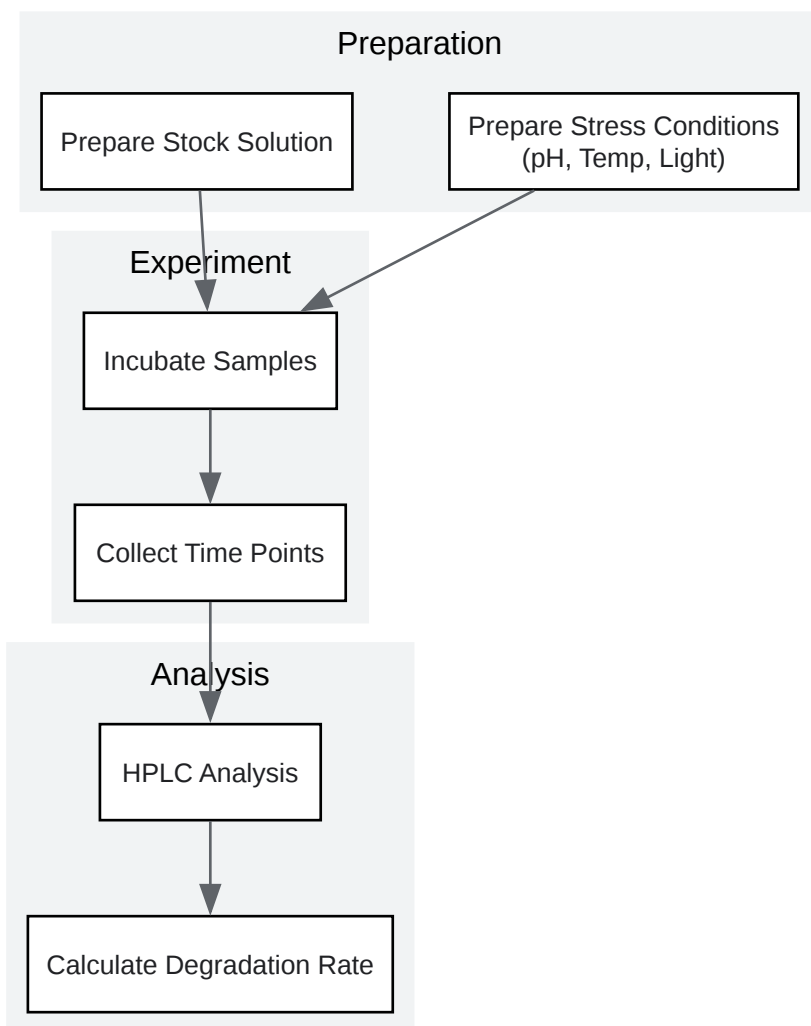 Preparation
Prepare Stock Solution
Prepare Stress Conditions
(pH, Temp, Light)
Experiment
Incubate Samples
Collect Time Points
Analysis
HPLC Analysis
Calculate Degradation Rate